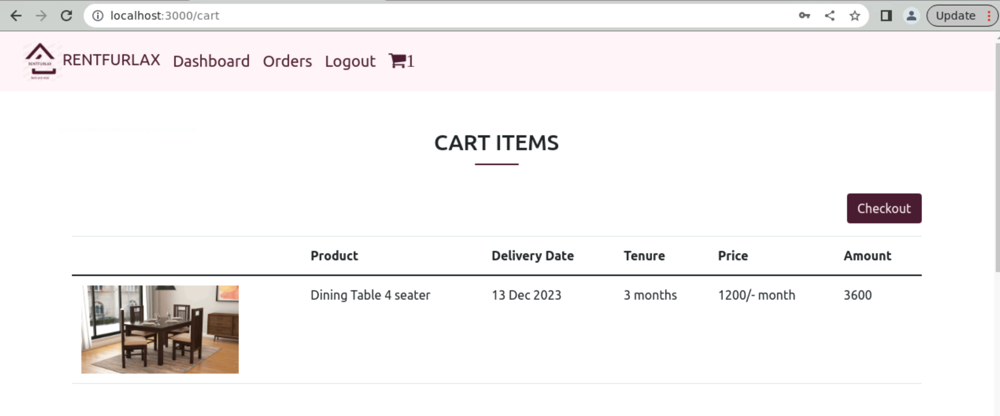 localhost:3000/cart
Update
RENTFURLAX Dashboard Orders Logout 1
CART ITEMS
Checkout
Product Delivery Date Tenure Price Amount
Dining Table 4 seater 13 Dec 2023 3 months 1200/- month 3600